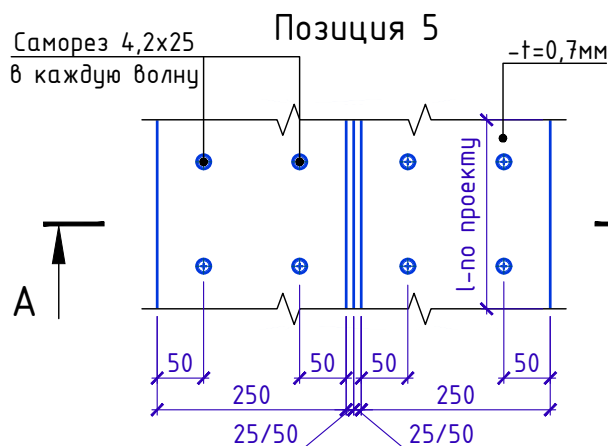 Позиция 5
Саморез 4,2х25
в каждую волну
-t=0,7мм
l-по проекту
А
50
50
50
50
250
250
25/50
25/50